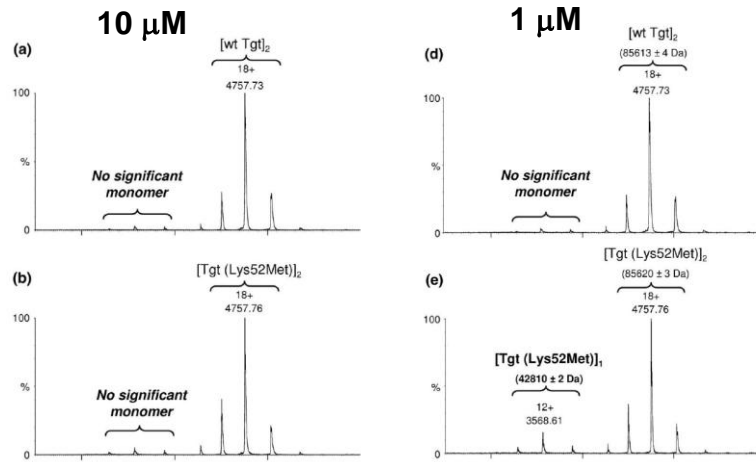 10 μM
1 μM
(a)
[wt Tgt]₂
18+
4757.73
100
%
0
No significant
monomer
(d)
[wt Tgt]₂
(85613 ± 4 Da)
18+
4757.73
100
%
0
No significant
monomer
(b)
[Tgt (Lys52Met)]₂
18+
4757.76
100
%
0
No significant
monomer
(e)
[Tgt (Lys52Met)]₂
(85620 ± 3 Da)
18+
4757.76
100
%
0
[Tgt (Lys52Met)]₁
(42810 ± 2 Da)
12+
3568.61